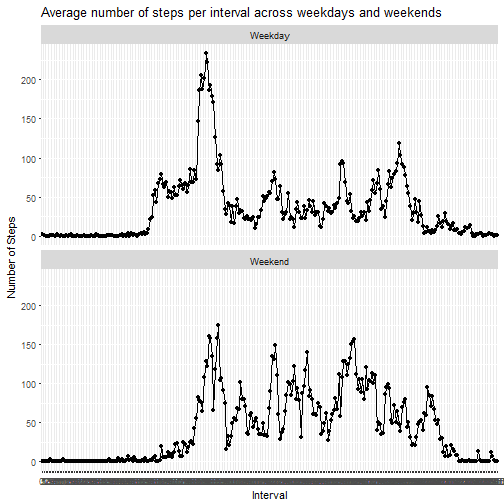 Average number of steps per interval across weekdays and weekends
Weekday
200
150
100
50
0
Number of Steps
Weekend
200
150
100
50
0
Interval